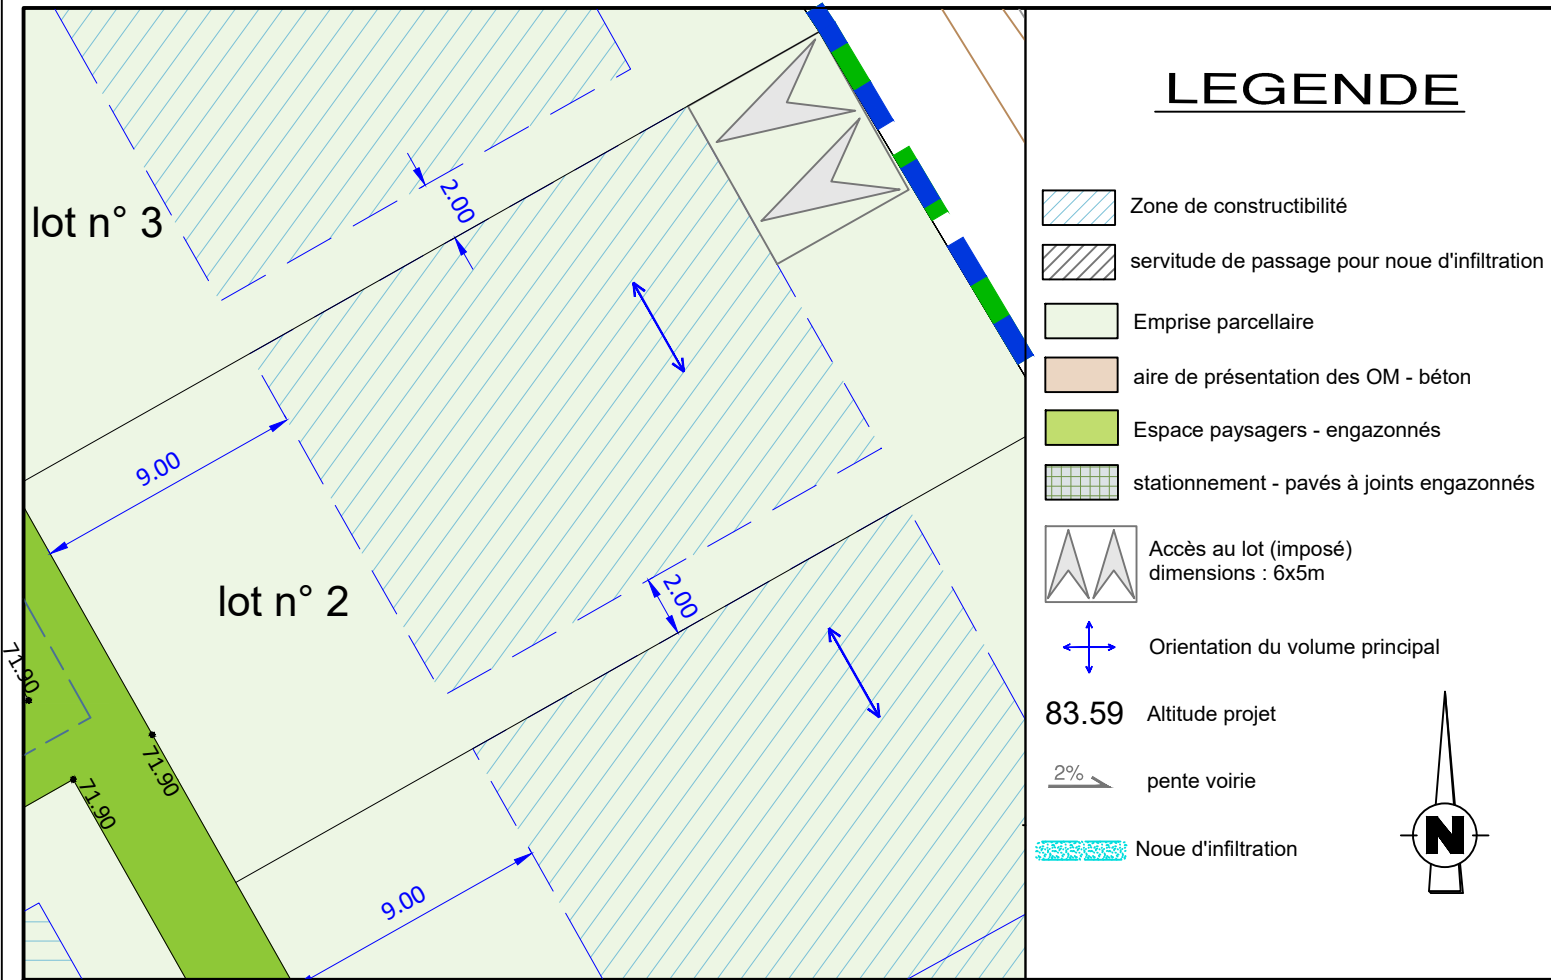 lot n° 3
2.00
9.00
lot n° 2
2.00
71.90
71.90
71.90
9.00
LEGENDE
Zone de constructibilité
servitude de passage pour noue d'infiltration
Emprise parcellaire
aire de présentation des OM - béton
Espace paysagers - engazonnés
stationnement - pavés à joints engazonnés
Accès au lot (imposé)
dimensions : 6x5m
Orientation du volume principal
83.59 Altitude projet
2% pente voirie
Noue d'infiltration
N